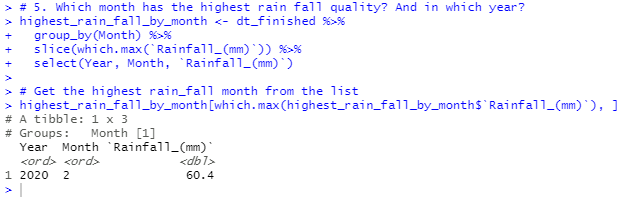 > # 5. Which month has the highest rain fall quality? And in which year?
> highest_rain_fall_by_month <- dt_finished %>%
+   group_by(Month) %>%
+   slice(which.max(`Rainfall_(mm)`)) %>%
+   select(Year, Month, `Rainfall_(mm)`)
>
> # Get the highest rain_fall month from the list
> highest_rain_fall_by_month[which.max(highest_rain_fall_by_month$`Rainfall_(mm)`), ]
# A tibble: 1 x 3
# Groups:   Month [1]
  Year  Month `Rainfall_(mm)`
  <ord> <ord>           <dbl>
1 2020  2                60.4
>